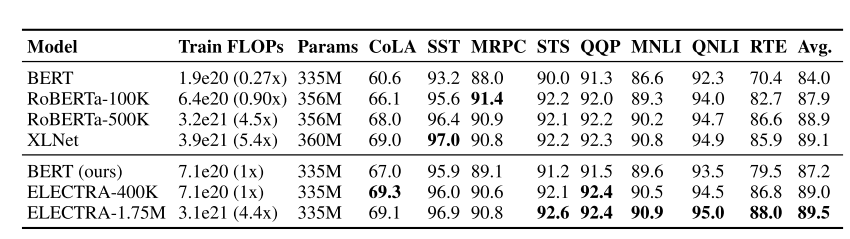 Model Train FLOPs Params CoLA SST MRPC STS QQP MNLI QNLI RTE Avg.
BERT 1.9e20 (0.27x) 335M 60.6 93.2 88.0 90.0 91.3 86.6 92.3 70.4 84.0
RoBERTa-100K 6.4e20 (0.90x) 356M 66.1 95.6 91.4 92.2 92.0 89.3 94.0 82.7 87.9
RoBERTa-500K 3.2e21 (4.5x) 356M 68.0 96.4 90.9 92.1 92.2 90.2 94.7 86.6 88.9
XLNet 3.9e21 (5.4x) 360M 69.0 97.0 90.8 92.2 92.3 90.8 94.9 85.9 89.1
BERT (ours) 7.1e20 (1x) 335M 67.0 95.9 89.1 91.2 91.5 89.6 93.5 79.5 87.2
ELECTRA-400K 7.1e20 (1x) 335M 69.3 96.0 90.6 92.1 92.4 90.5 94.5 86.8 89.0
ELECTRA-1.75M 3.1e21 (4.4x) 335M 69.1 96.9 90.8 92.6 92.4 90.9 95.0 88.0 89.5